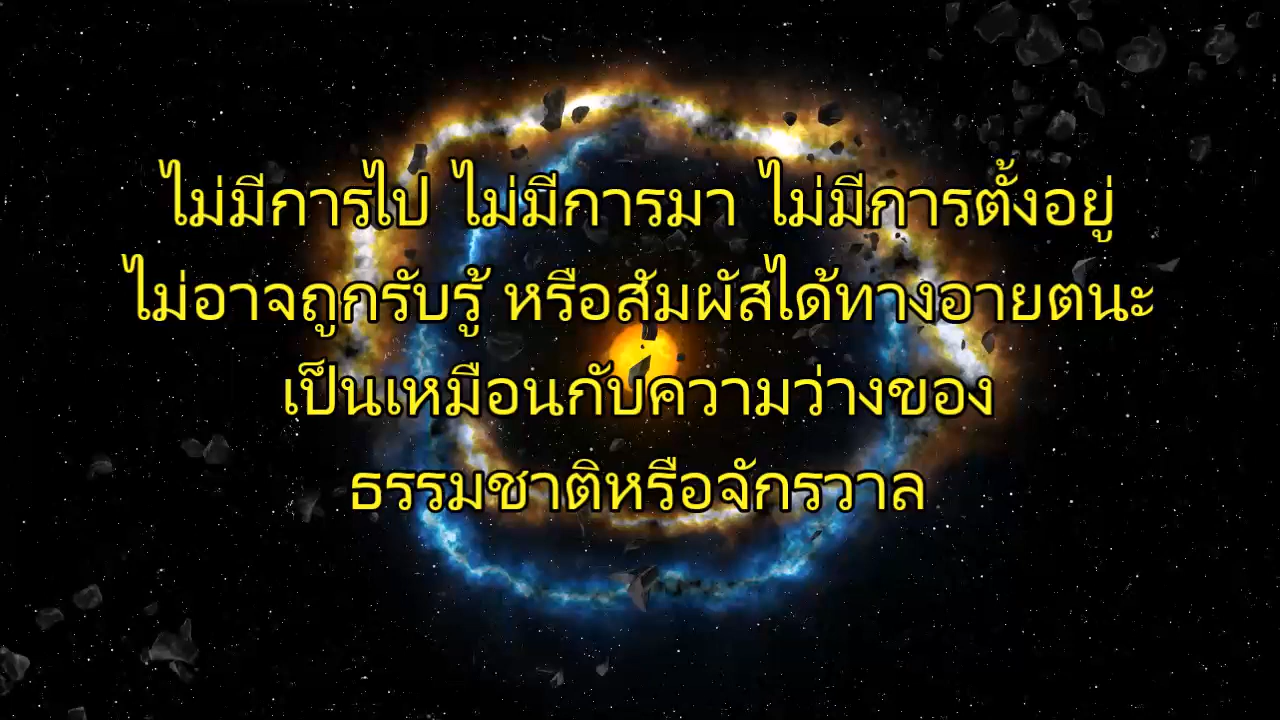 ไม่มีการไป ไม่มีการมา ไม่มีการตั้งอยู่
ไม่อาจถูกรับรู้ หรือสัมผัสได้ทางอายตนะ
เป็นเหมือนกับความว่างของ
ธรรมชาติหรือจักรวาล